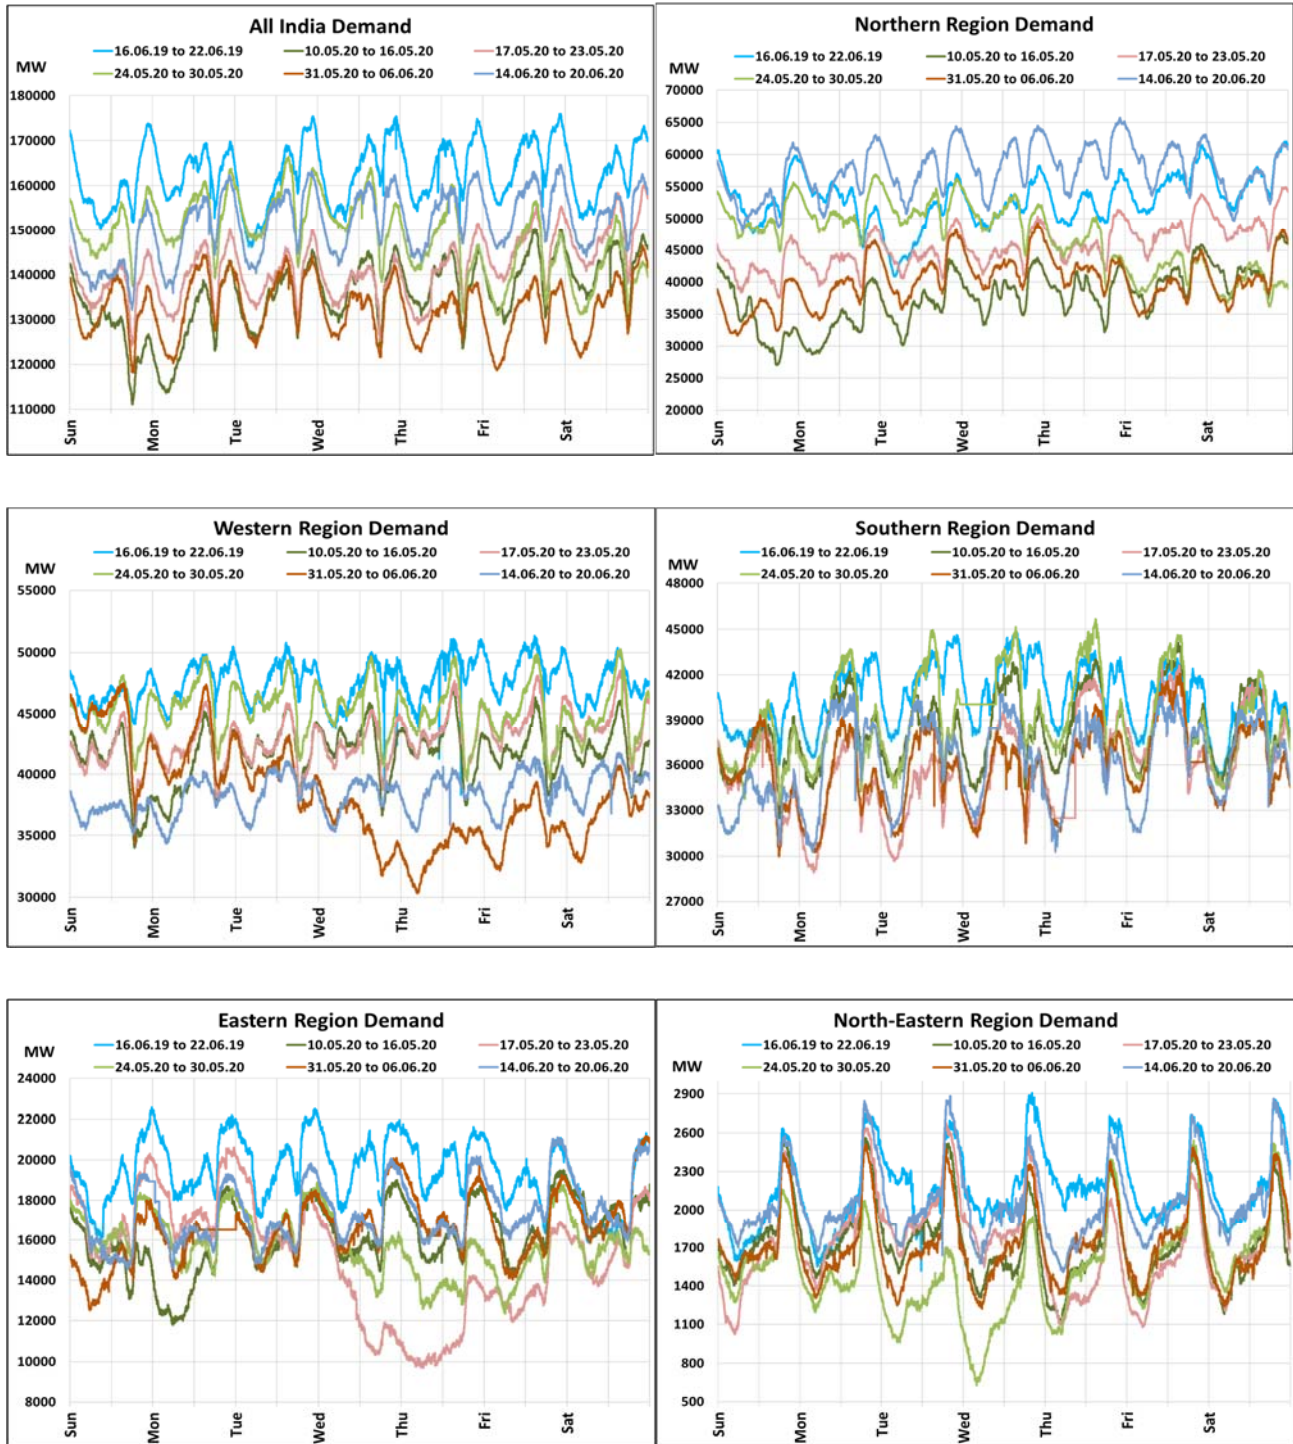 All India Demand
16.06.19 to 22.06.19 10.05.20 to 16.05.20 17.05.20 to 23.05.20
MW 24.05.20 to 30.05.20 31.05.20 to 06.06.20 14.06.20 to 20.06.20
180000
170000
160000
150000
140000
130000
120000
110000
Sun Mon Tue Wed Thu Fri Sat
Northern Region Demand
16.06.19 to 22.06.19 10.05.20 to 16.05.20 17.05.20 to 23.05.20
MW 24.05.20 to 30.05.20 31.05.20 to 06.06.20 14.06.20 to 20.06.20
70000
65000
60000
55000
50000
45000
40000
35000
30000
25000
20000
Sun Mon Tue Wed Thu Fri Sat
Western Region Demand
16.06.19 to 22.06.19 10.05.20 to 16.05.20 17.05.20 to 23.05.20
MW 24.05.20 to 30.05.20 31.05.20 to 06.06.20 14.06.20 to 20.06.20
55000
50000
45000
40000
35000
30000
Sun Mon Tue Wed Thu Fri Sat
Southern Region Demand
16.06.19 to 22.06.19 10.05.20 to 16.05.20 17.05.20 to 23.05.20
MW 24.05.20 to 30.05.20 31.05.20 to 06.06.20 14.06.20 to 20.06.20
48000
45000
42000
39000
36000
33000
30000
27000
Sun Mon Tue Wed Thu Fri Sat
Eastern Region Demand
MW 16.06.19 to 22.06.19 10.05.20 to 16.05.20 17.05.20 to 23.05.20
24.05.20 to 30.05.20 31.05.20 to 06.06.20 14.06.20 to 20.06.20
24000
22000
20000
18000
16000
14000
12000
10000
8000
Sun Mon Tue Wed Thu Fri Sat
North-Eastern Region Demand
16.06.19 to 22.06.19 10.05.20 to 16.05.20 17.05.20 to 23.05.20
MW 24.05.20 to 30.05.20 31.05.20 to 06.06.20 14.06.20 to 20.06.20
2900
2600
2300
2000
1700
1400
1100
800
500
Sun Mon Tue Wed Thu Fri Sat